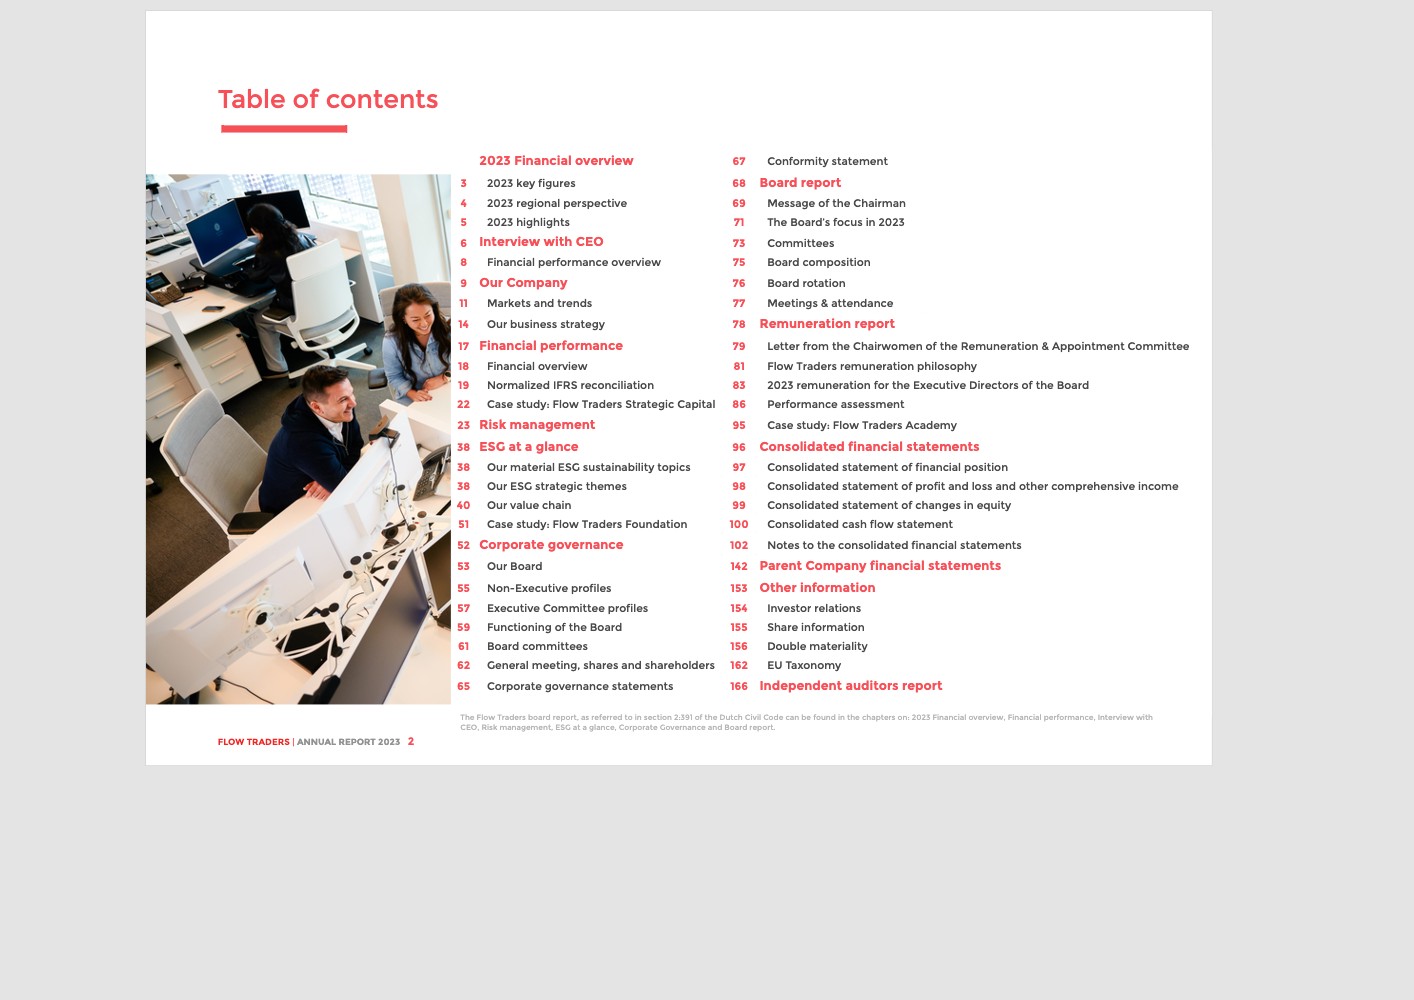 Table of contents
2023 Financial overview
3 2023 key figures
4 2023 regional perspective
5 2023 highlights
6 Interview with CEO
8 Financial performance overview
9 Our Company
11 Markets and trends
14 Our business strategy
17 Financial performance
18 Financial overview
19 Normalized IFRS reconciliation
22 Case study: Flow Traders Strategic Capital
23 Risk management
38 ESG at a glance
38 Our material ESG sustainability topics
38 Our ESG strategic themes
40 Our value chain
51 Case study: Flow Traders Foundation
52 Corporate governance
53 Our Board
55 Non-Executive profiles
57 Executive Committee profiles
59 Functioning of the Board
61 Board committees
62 General meeting, shares and shareholders
65 Corporate governance statements
67 Conformity statement
68 Board report
69 Message of the Chairman
71 The Board's focus in 2023
73 Committees
75 Board composition
76 Board rotation
77 Meetings & attendance
78 Remuneration report
79 Letter from the Chairwomen of the Remuneration & Appointment Committee
81 Flow Traders remuneration philosophy
83 2023 remuneration for the Executive Directors of the Board
86 Performance assessment
95 Case study: Flow Traders Academy
96 Consolidated financial statements
97 Consolidated statement of financial position
98 Consolidated statement of profit and loss and other comprehensive income
99 Consolidated statement of changes in equity
100 Consolidated cash flow statement
102 Notes to the consolidated financial statements
142 Parent Company financial statements
153 Other information
154 Investor relations
155 Share information
156 Double materiality
162 EU Taxonomy
166 Independent auditors report
The Flow Traders board report, as referred to in section 2:391 of the Dutch Civil Code can be found in the chapters on: 2023 Financial overview, Financial performance, Interview with
CEO, Risk management, ESG at a glance, Corporate Governance and Board report.
FLOW TRADERS | ANNUAL REPORT 2023 2